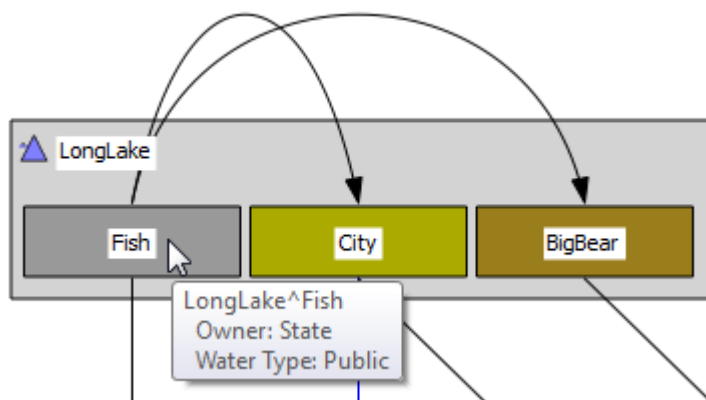 LongLake
Fish
City
BigBear
LongLake^Fish
Owner: State
Water Type: Public